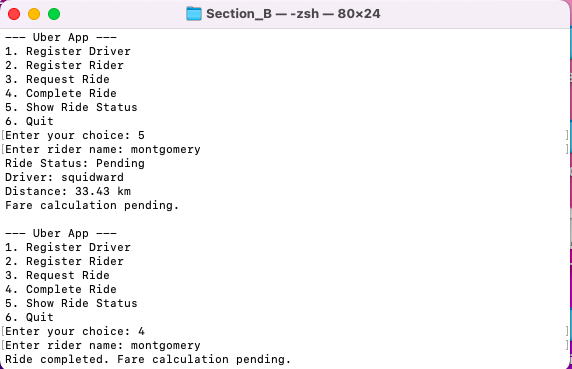 Section_B — -zsh — 80×24
--- Uber App ---
1. Register Driver
2. Register Rider
3. Request Ride
4. Complete Ride
5. Show Ride Status
6. Quit
[Enter your choice: 5 ]
[Enter rider name: montgomery ]
Ride Status: Pending
Driver: squidward
Distance: 33.43 km
Fare calculation pending.
--- Uber App ---
1. Register Driver
2. Register Rider
3. Request Ride
4. Complete Ride
5. Show Ride Status
6. Quit
[Enter your choice: 4 ]
[Enter rider name: montgomery ]
Ride completed. Fare calculation pending.